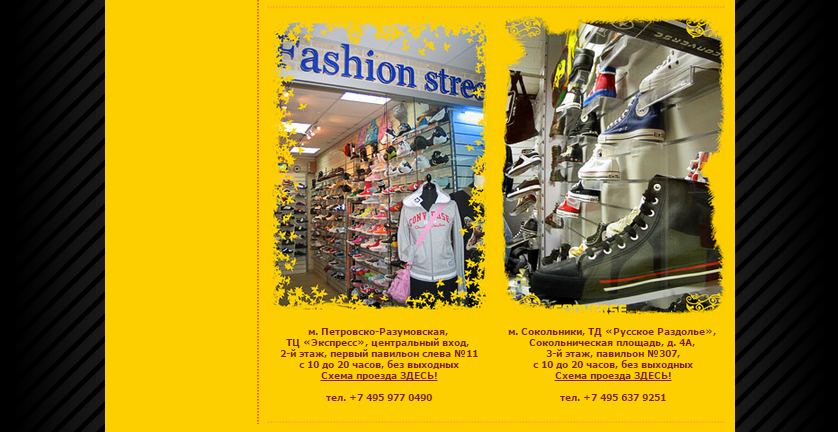 Fashion stree
CONVERSE
CONVERSE
м. Петровско-Разумовская,
ТЦ «Экспресс», центральный вход,
2-й этаж, первый павильон слева №11
с 10 до 20 часов, без выходных
Схема проезда ЗДЕСЬ!
тел. +7 495 977 0490
м. Сокольники, ТД «Русское Раздолье»,
Сокольническая площадь, д. 4А,
3-й этаж, павильон №307,
с 10 до 20 часов, без выходных
Схема проезда ЗДЕСЬ!
тел. +7 495 637 9251